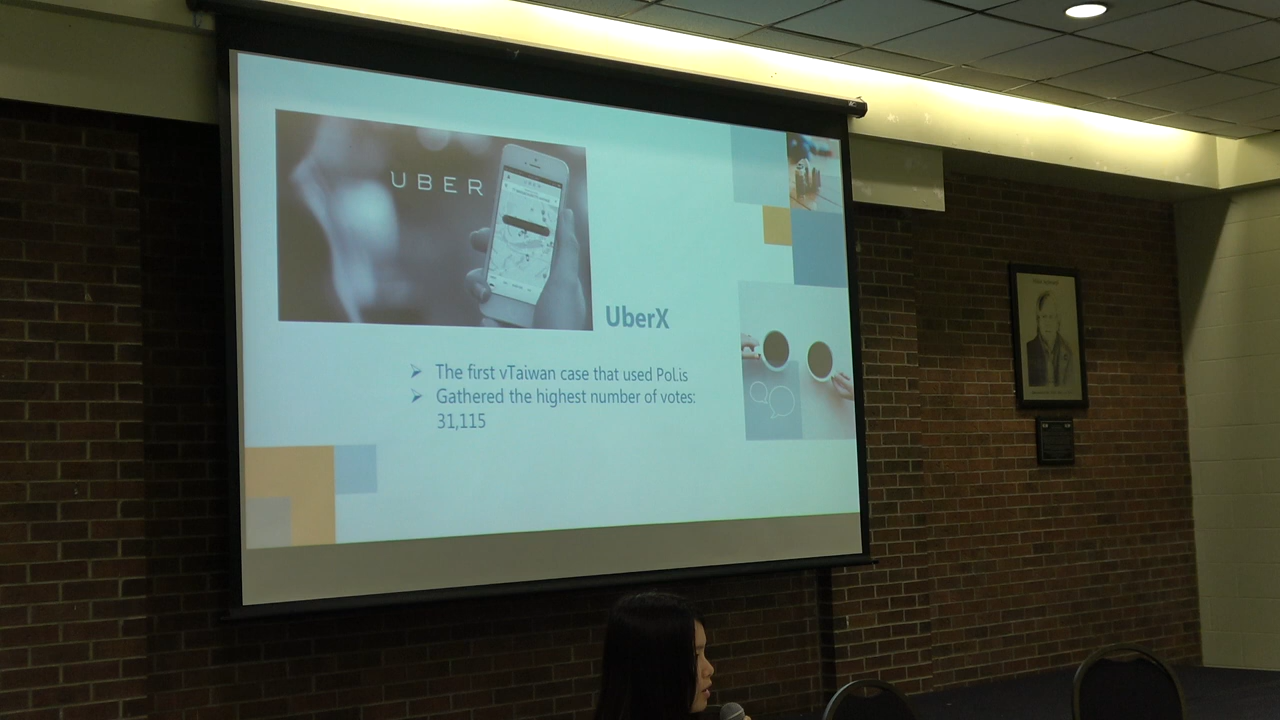 UBER
UberX
➤ The first vTaiwan case that used Pol.is
➤ Gathered the highest number of votes:
31,115